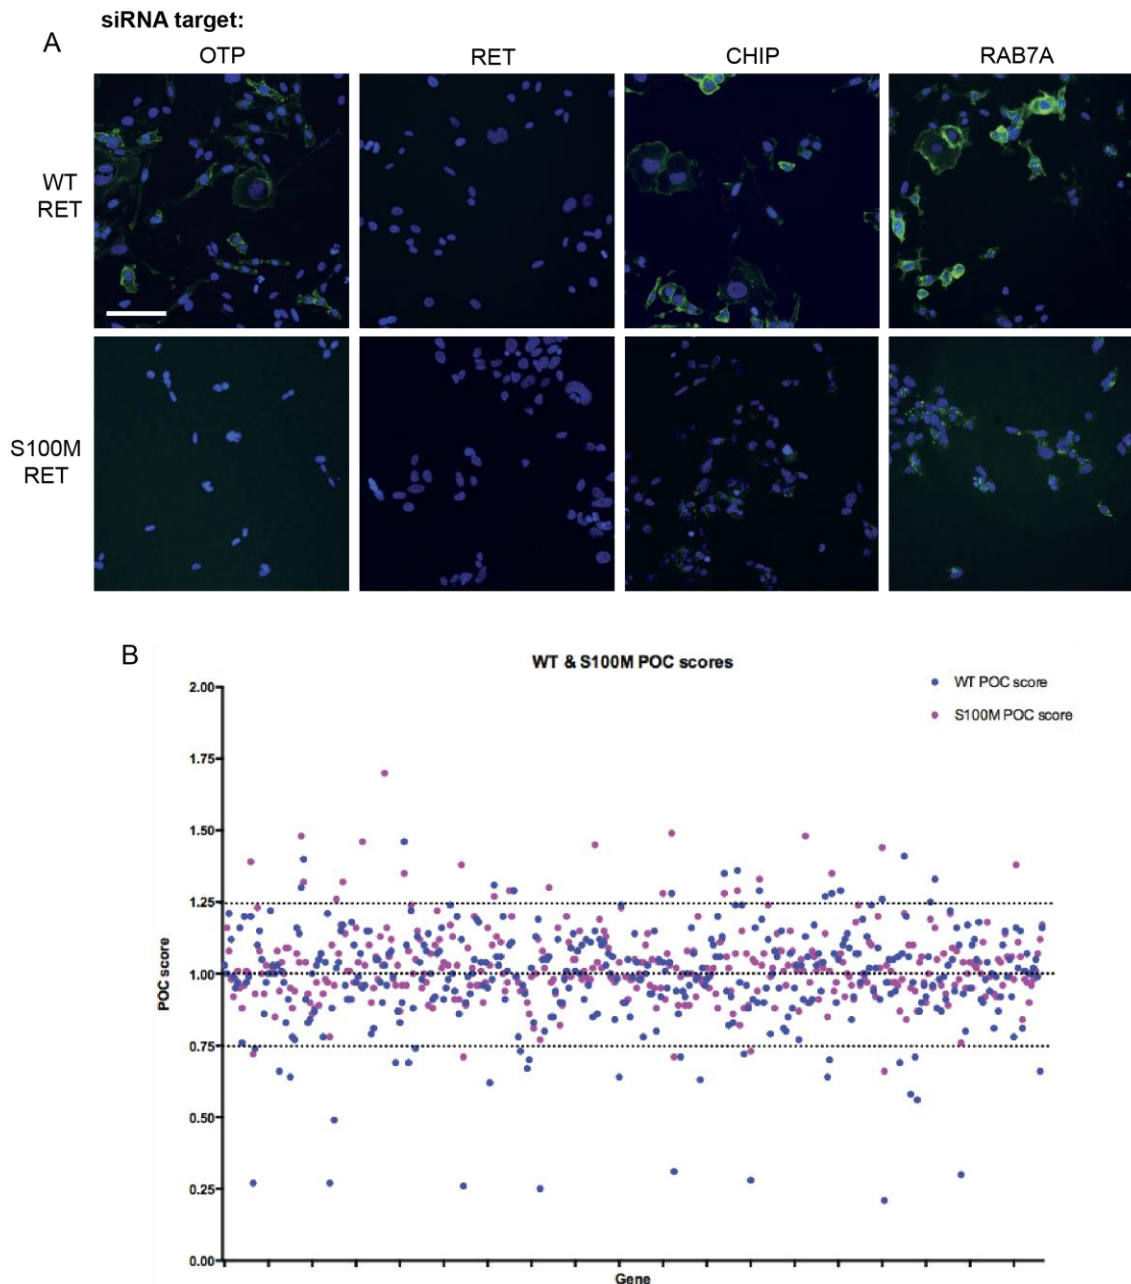 siRNA target:
A
OTP RET CHIP RAB7A
WT
RET
S100M
RET
B
WT & S100M POC scores
WT POC score
S100M POC score
2.00
1.75
1.50
1.25
1.00
0.75
0.50
0.25
0.00
POC score
Gene